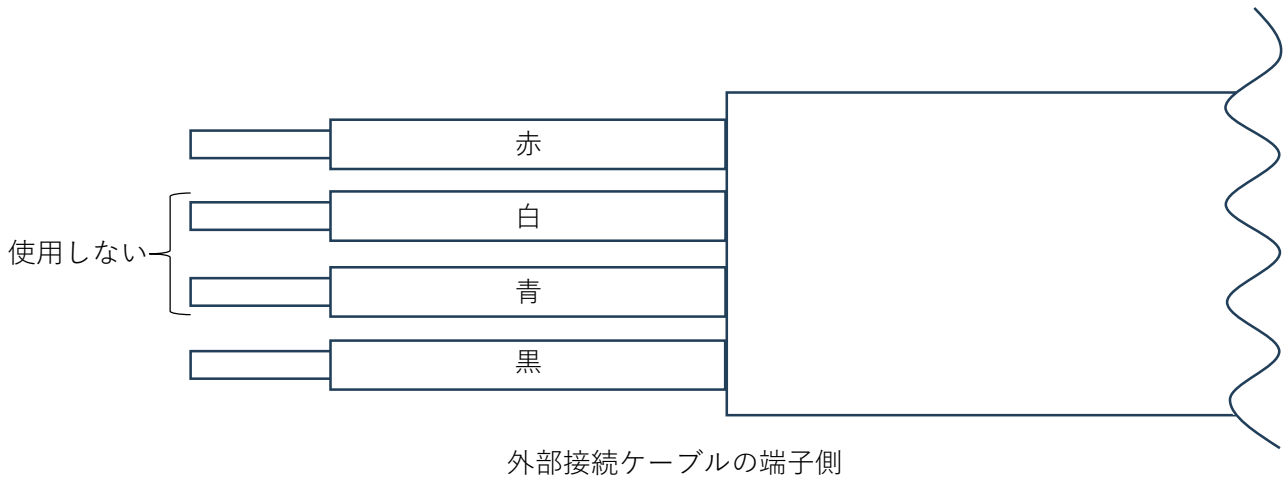 赤
白
使用しない
青
黒
外部接続ケーブルの端子側